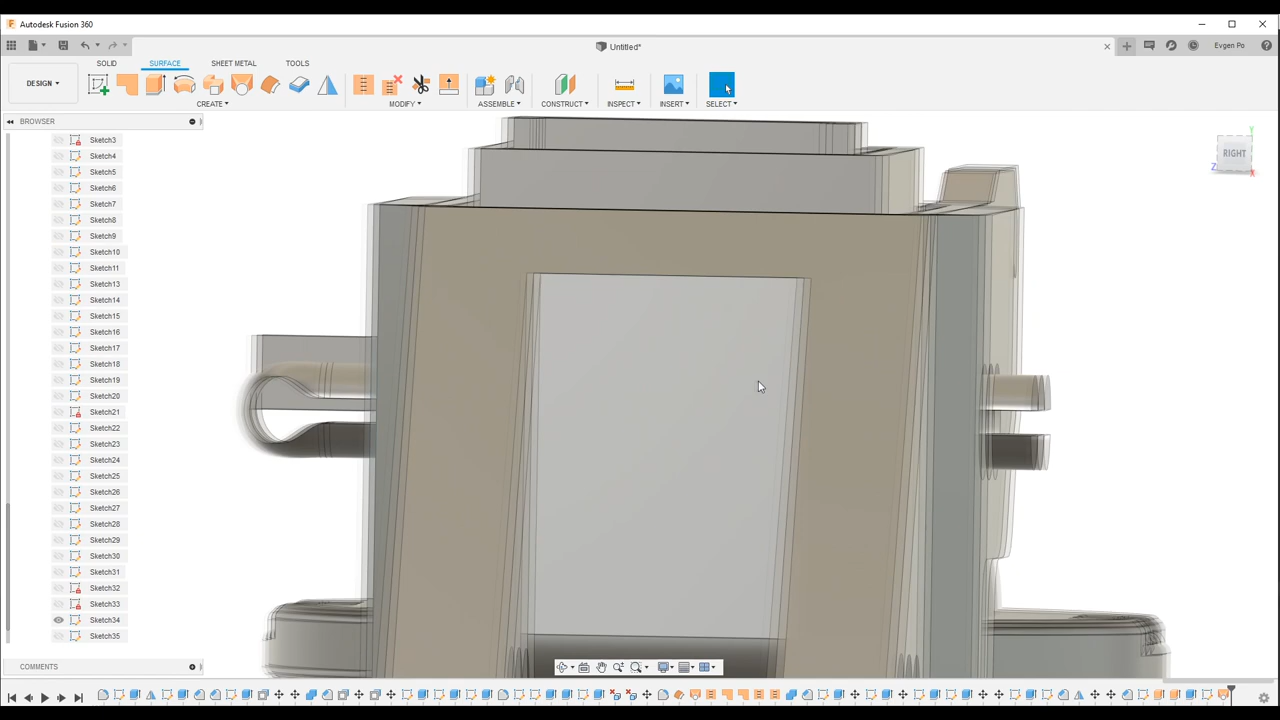 Autodesk Fusion 360
Untitled*
Evgen Po
DESIGN
SOLID SURFACE SHEET METAL TOOLS
CREATE MODIFY ASSEMBLE CONSTRUCT INSPECT INSERT SELECT
BROWSER
Sketch3
Sketch4
Sketch5
Sketch6
Sketch7
Sketch8
Sketch9
Sketch10
Sketch11
Sketch13
Sketch14
Sketch15
Sketch16
Sketch17
Sketch18
Sketch19
Sketch20
Sketch21
Sketch22
Sketch23
Sketch24
Sketch25
Sketch26
Sketch27
Sketch28
Sketch29
Sketch30
Sketch31
Sketch32
Sketch33
Sketch34
Sketch35
Y
RIGHT
Z
X
COMMENTS